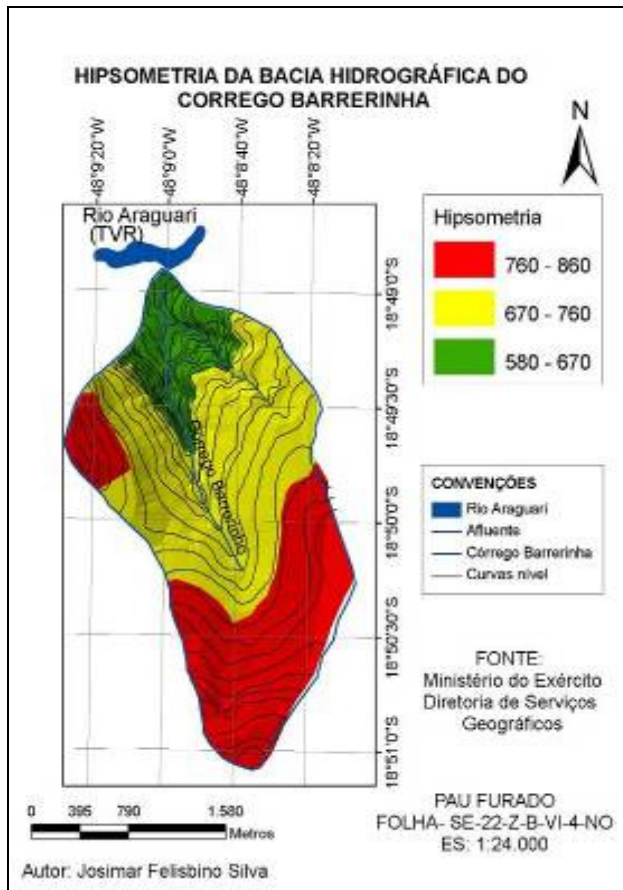 HIPSOMETRIA DA BACIA HIDROGRÁFICA DO
CORREGO BARRERINHA
N
48°9'20"W
48°9'0"W
48°8'40"W
48°8'20"W
Rio Araguari
(TVR)
Hipsometria
760 - 860
670 - 760
580 - 670
18°49'0"S
18°49'30"S
18°50'0"S
18°50'30"S
18°51'0"S
Córrego Barrerinha
CONVENÇÕES
Rio Araguari
Afluente
Córrego Barrerinha
Curvas nível
FONTE:
Ministério do Exército
Diretoria de Serviços
Geográficos
0 395 790 1.580
Metros
PAU FURADO
FOLHA- SE-22-Z-B-VI-4-NO
ES: 1:24.000
Autor: Josimar Felisbino Silva